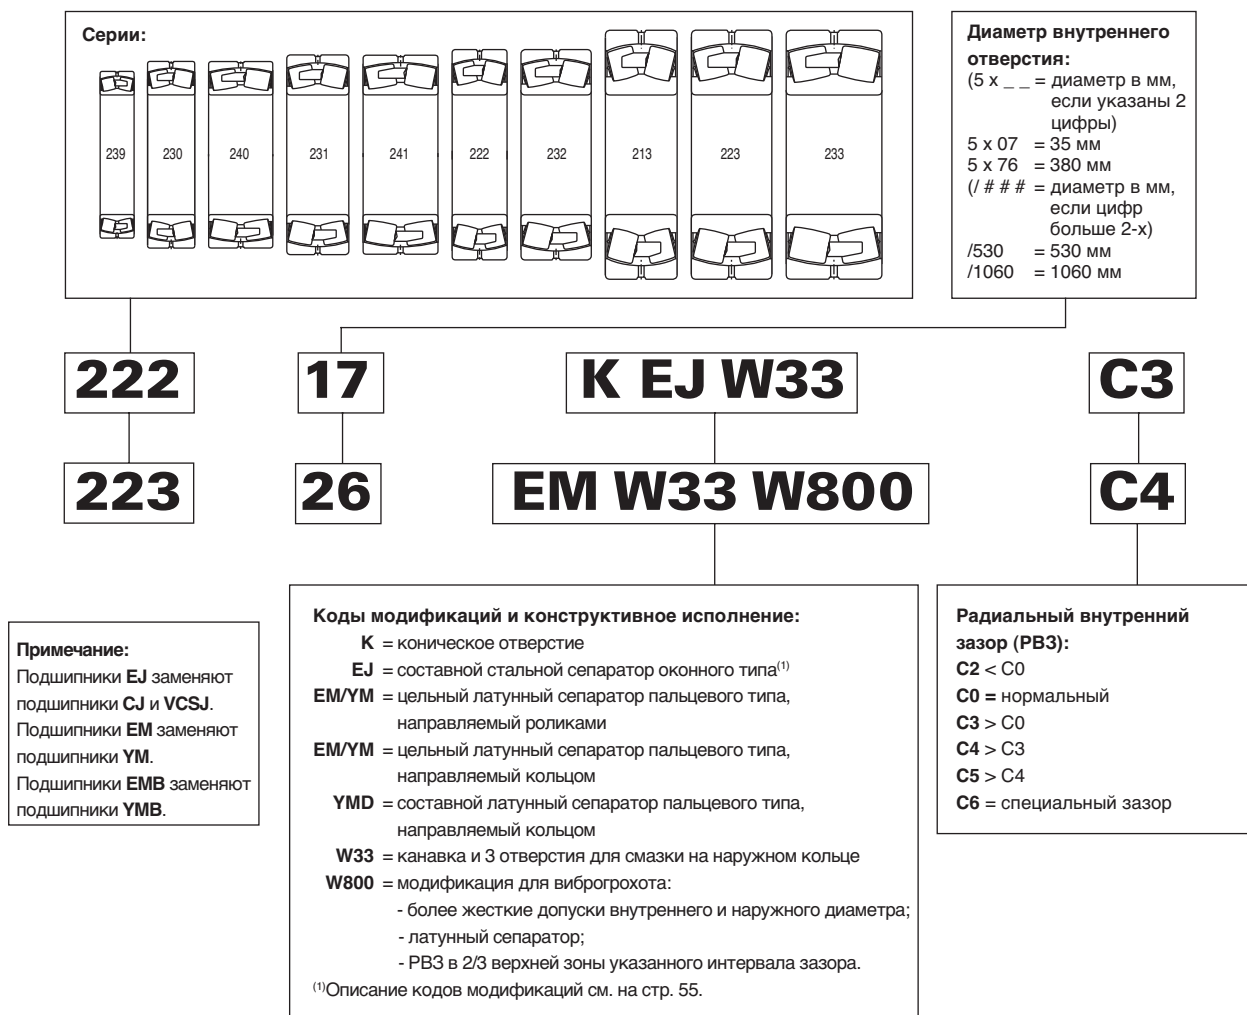 Серии:
239 230 240 231 241 222 232 213 223 233
Диаметр внутреннего
отверстия:
(5 x _ _ = диаметр в мм,
если указаны 2
цифры)
5 x 07 = 35 мм
5 x 76 = 380 мм
(/ # # # = диаметр в мм,
если цифр
больше 2-х)
/530 = 530 мм
/1060 = 1060 мм
222 17 K EJ W33 C3
223 26 EM W33 W800 C4
Примечание:
Подшипники EJ заменяют
подшипники CJ и VCSJ.
Подшипники EM заменяют
подшипники YM.
Подшипники EMB заменяют
подшипники YMB.
Коды модификаций и конструктивное исполнение:
K = коническое отверстие
EJ = составной стальной сепаратор оконного типа(1)
EM/YM = цельный латунный сепаратор пальцевого типа,
направляемый роликами
EM/YM = цельный латунный сепаратор пальцевого типа,
направляемый кольцом
YMD = составной латунный сепаратор пальцевого типа,
направляемый кольцом
W33 = канавка и 3 отверстия для смазки на наружном кольце
W800 = модификация для виброгрохота:
- более жесткие допуски внутреннего и наружного диаметра;
- латунный сепаратор;
- РВЗ в 2/3 верхней зоны указанного интервала зазора.
(1)Описание кодов модификаций см. на стр. 55.
Радиальный внутренний
зазор (РВЗ):
C2 < C0
C0 = нормальный
C3 > C0
C4 > C3
C5 > C4
C6 = специальный зазор